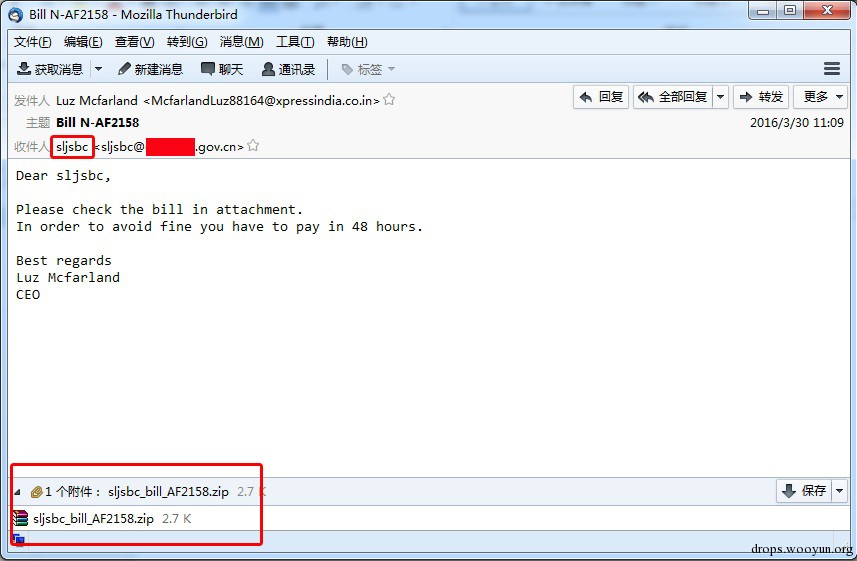 Bill N-AF2158 - Mozilla Thunderbird
文件(F) 编辑(E) 查看(V) 转到(G) 消息(M) 工具(T) 帮助(H)
获取消息 新建消息 聊天 通讯录 标签
发件人 Luz Mcfarland <McfarlandLuz88164@xpressindia.co.in> 回复 全部回复 转发 更多
主题 Bill N-AF2158 2016/3/30 11:09
收件人 sljsbc <sljsbc@ .gov.cn>
Dear sljsbc,
Please check the bill in attachment.
In order to avoid fine you have to pay in 48 hours.
Best regards
Luz Mcfarland
CEO
1 个附件: sljsbc_bill_AF2158.zip 2.7 K 保存
sljsbc_bill_AF2158.zip 2.7 K
drops.wooyun.org